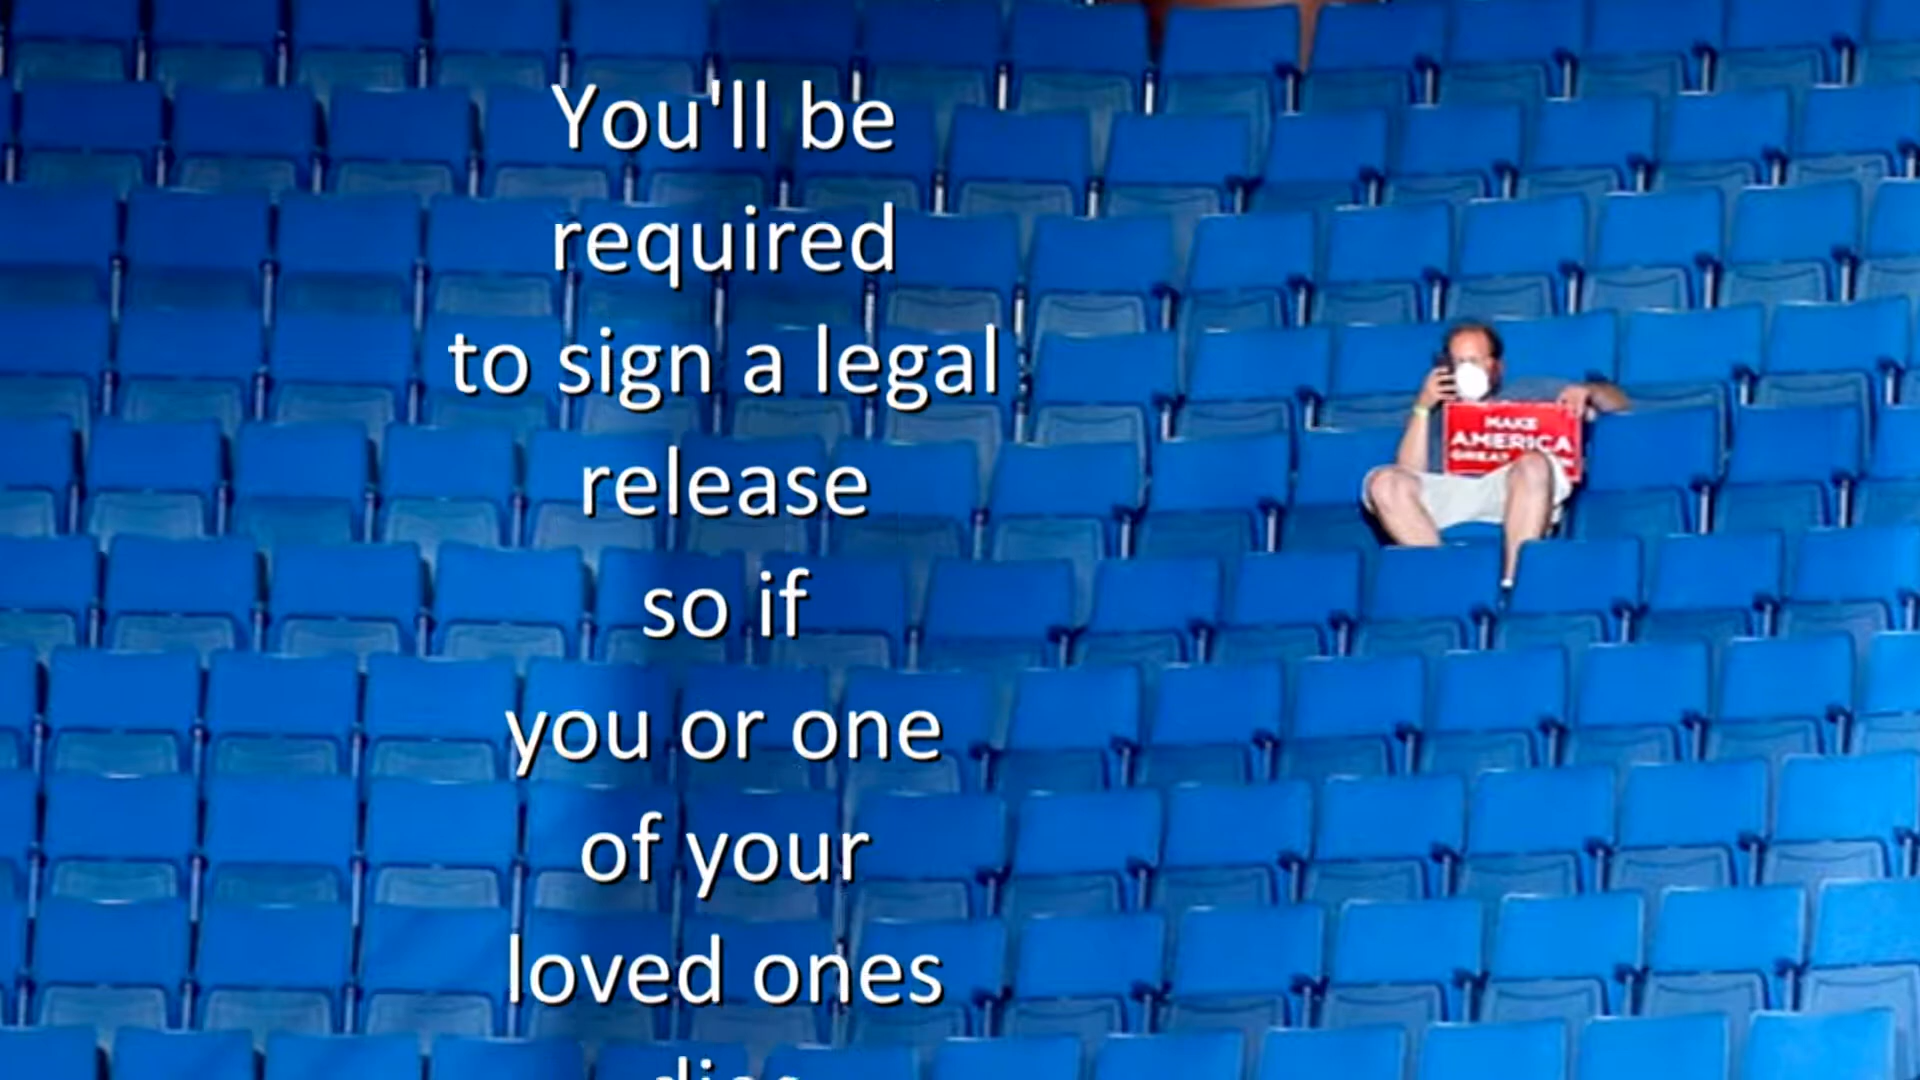 You'll be
required
to sign a legal
release
so if
you or one
of your
loved ones
MAKE
AMERICA
GREAT